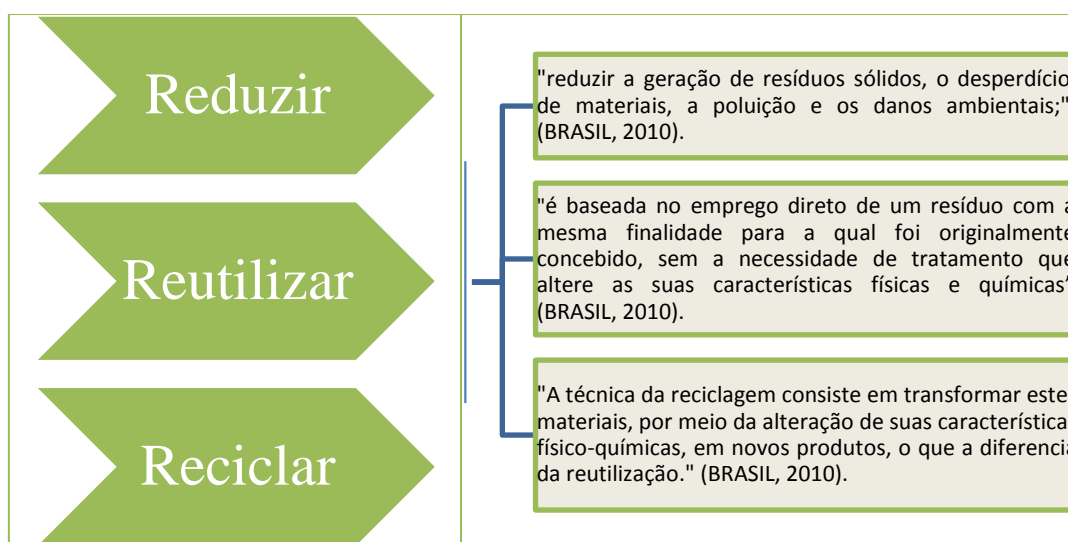 Reduzir
"reduzir a geração de resíduos sólidos, o desperdício
de materiais, a poluição e os danos ambientais;"
(BRASIL, 2010).
Reutilizar
"é baseada no emprego direto de um resíduo com a
mesma finalidade para a qual foi originalmente
concebido, sem a necessidade de tratamento que
altere as suas características físicas e químicas"
(BRASIL, 2010).
Reciclar
"A técnica da reciclagem consiste em transformar este
materiais, por meio da alteração de suas característica
físico-químicas, em novos produtos, o que a diferencia
da reutilização." (BRASIL, 2010).